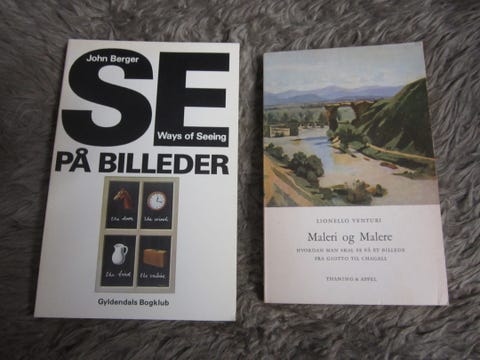 John Berger
SE
Ways of Seeing
PÅ BILLEDER
the door
the wind
the bird
the valise
Gyldendals Bogklub
LIONELLO VENTURI
Maleri og Malere
HVORDAN MAN SKAL SE PÅ ET BILLEDE
FRA GIOTTO TIL CHAGALL
THANING & APPEL